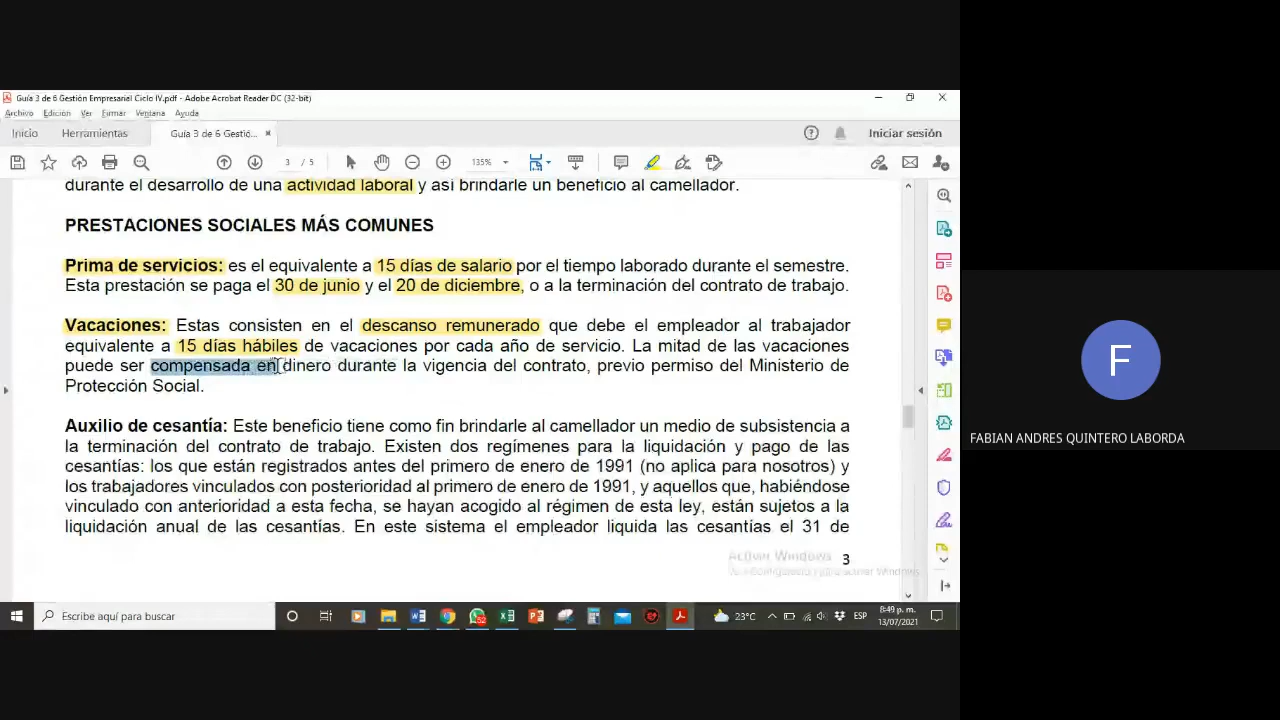 Guía 3 de 6 Gestión Empresarial Ciclo IV.pdf - Adobe Acrobat Reader DC (32-bit)
Archivo Edición Ver Firmar Ventana Ayuda
Inicio Herramientas Guía 3 de 6 Gestió... Iniciar sesión
3 / 5 135%
durante el desarrollo de una actividad laboral y así brindarle un beneficio al camellador.
PRESTACIONES SOCIALES MÁS COMUNES
Prima de servicios: es el equivalente a 15 días de salario por el tiempo laborado durante el semestre.
Esta prestación se paga el 30 de junio y el 20 de diciembre, o a la terminación del contrato de trabajo.
Vacaciones: Estas consisten en el descanso remunerado que debe el empleador al trabajador
equivalente a 15 días hábiles de vacaciones por cada año de servicio. La mitad de las vacaciones
puede ser compensada en dinero durante la vigencia del contrato, previo permiso del Ministerio de
Protección Social.
Auxilio de cesantía: Este beneficio tiene como fin brindarle al camellador un medio de subsistencia a
la terminación del contrato de trabajo. Existen dos regímenes para la liquidación y pago de las
cesantías: los que están registrados antes del primero de enero de 1991 (no aplica para nosotros) y
los trabajadores vinculados con posterioridad al primero de enero de 1991, y aquellos que, habiéndose
vinculado con anterioridad a esta fecha, se hayan acogido al régimen de esta ley, están sujetos a la
liquidación anual de las cesantías. En este sistema el empleador liquida las cesantías el 31 de
Activar Windows
3
Escribe aquí para buscar
23°C
ESP
8:49 p. m.
13/07/2021
F
FABIAN ANDRES QUINTERO LABORDA